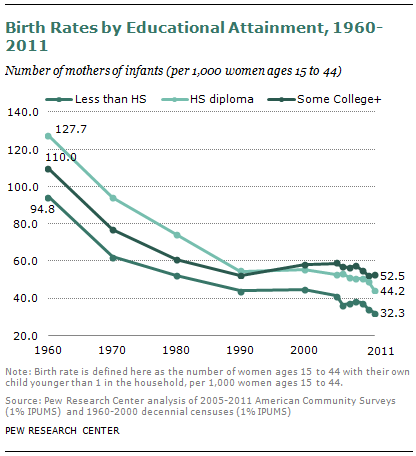 Birth Rates by Educational Attainment, 1960-
2011
Number of mothers of infants (per 1,000 women ages 15 to 44)
Less than HS HS diploma Some College+
140.0
127.7
120.0
110.0
100.0
94.8
80.0
60.0
52.5
44.2
40.0
32.3
20.0
1960 1970 1980 1990 2000 2011
Note: Birth rate is defined here as the number of women ages 15 to 44 with their own
child younger than 1 in the household, per 1,000 women ages 15 to 44.
Source: Pew Research Center analysis of 2005-2011 American Community Surveys
(1% IPUMS) and 1960-2000 decennial censuses (1% IPUMS)
PEW RESEARCH CENTER